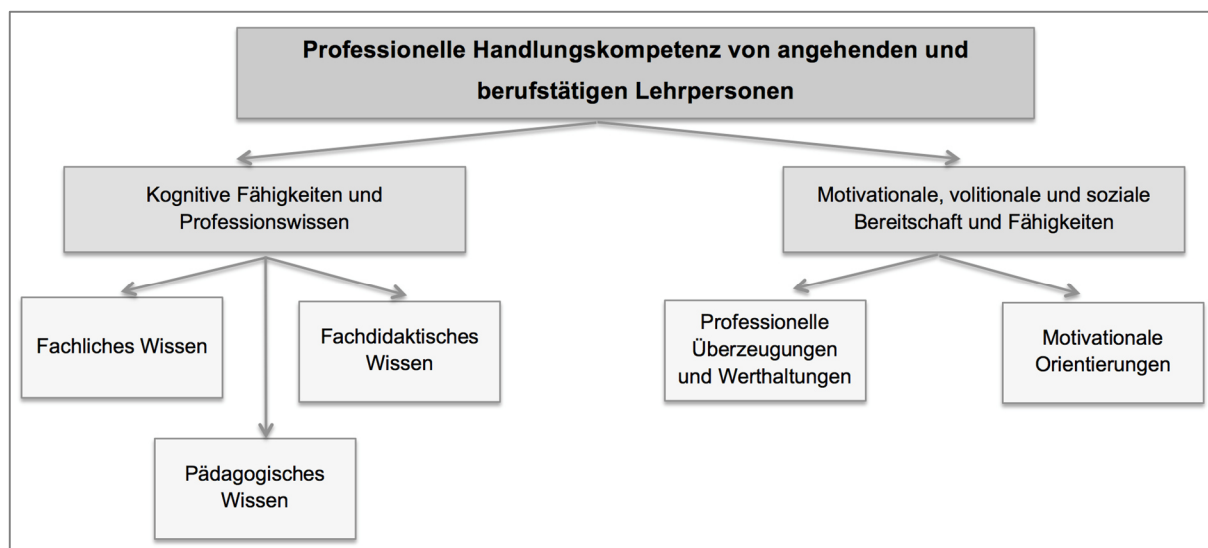 Professionelle Handlungskompetenz von angehenden und
berufstätigen Lehrpersonen
Kognitive Fähigkeiten und
Professionswissen
Motivationale, volitionale und soziale
Bereitschaft und Fähigkeiten
Fachliches Wissen
Fachdidaktisches
Wissen
Professionelle
Überzeugungen
und Werthaltungen
Motivationale
Orientierungen
Pädagogisches
Wissen